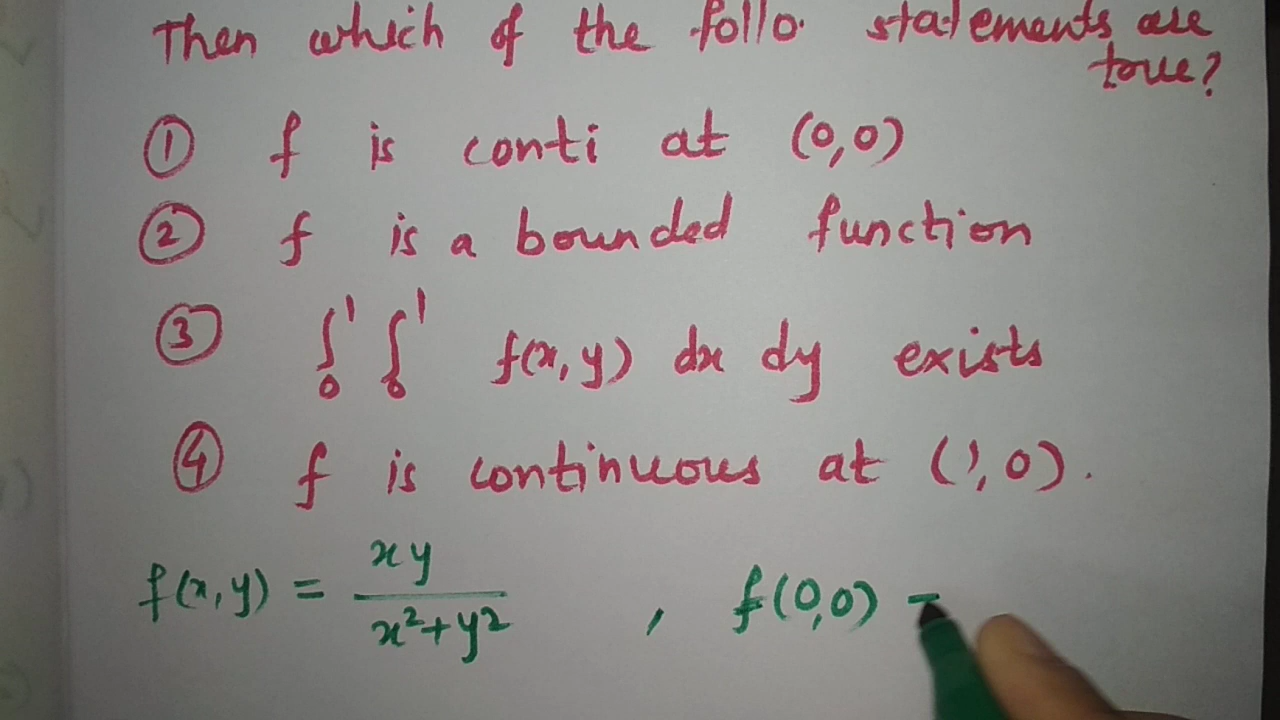 Then which of the follo. statements are
true?
① f is conti at (0,0)
② f is a bounded function
③ ∫₀¹ ∫₀¹ f(x,y) dx dy exists
④ f is continuous at (1,0).
f(x,y) = xy / x²+y² , f(0,0) =